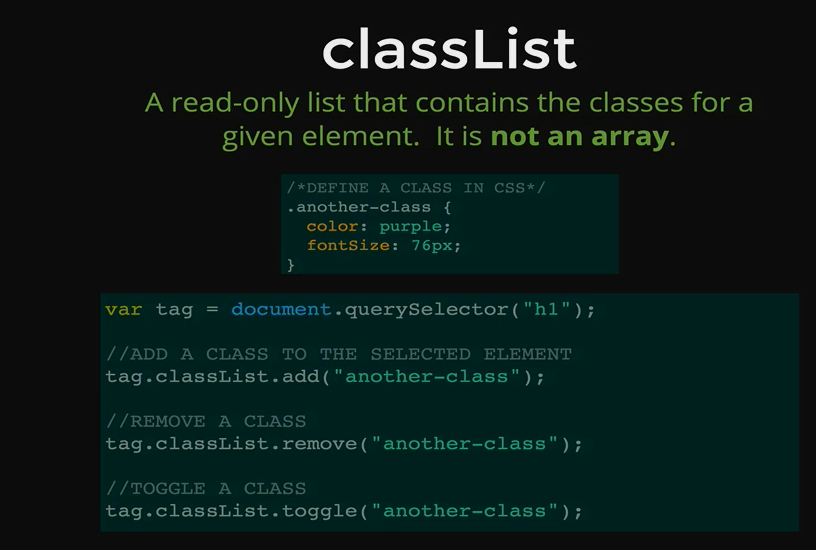 classList
A read-only list that contains the classes for a
given element. It is not an array.
/*DEFINE A CLASS IN CSS*/
.another-class {
  color: purple;
  fontSize: 76px;
}
var tag = document.querySelector("h1");
//ADD A CLASS TO THE SELECTED ELEMENT
tag.classList.add("another-class");
//REMOVE A CLASS
tag.classList.remove("another-class");
//TOGGLE A CLASS
tag.classList.toggle("another-class");